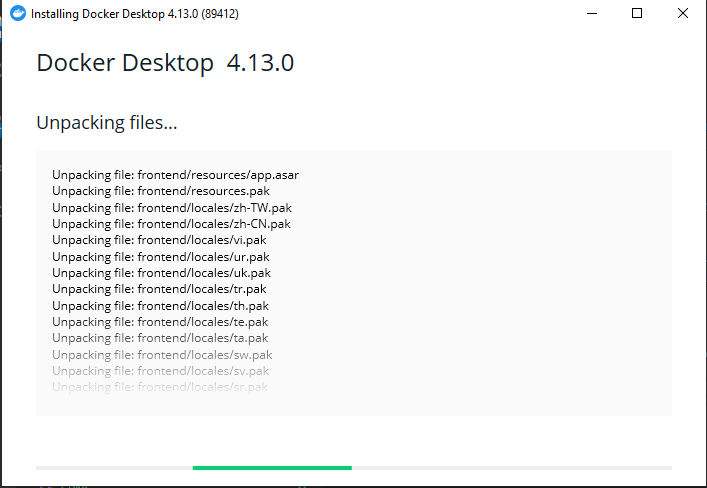 Installing Docker Desktop 4.13.0 (89412)
Docker Desktop 4.13.0
Unpacking files...
Unpacking file: frontend/resources/app.asar
Unpacking file: frontend/resources.pak
Unpacking file: frontend/locales/zh-TW.pak
Unpacking file: frontend/locales/zh-CN.pak
Unpacking file: frontend/locales/vi.pak
Unpacking file: frontend/locales/ur.pak
Unpacking file: frontend/locales/uk.pak
Unpacking file: frontend/locales/tr.pak
Unpacking file: frontend/locales/th.pak
Unpacking file: frontend/locales/te.pak
Unpacking file: frontend/locales/ta.pak
Unpacking file: frontend/locales/sw.pak
Unpacking file: frontend/locales/sv.pak
Unpacking file: frontend/locales/sr.pak